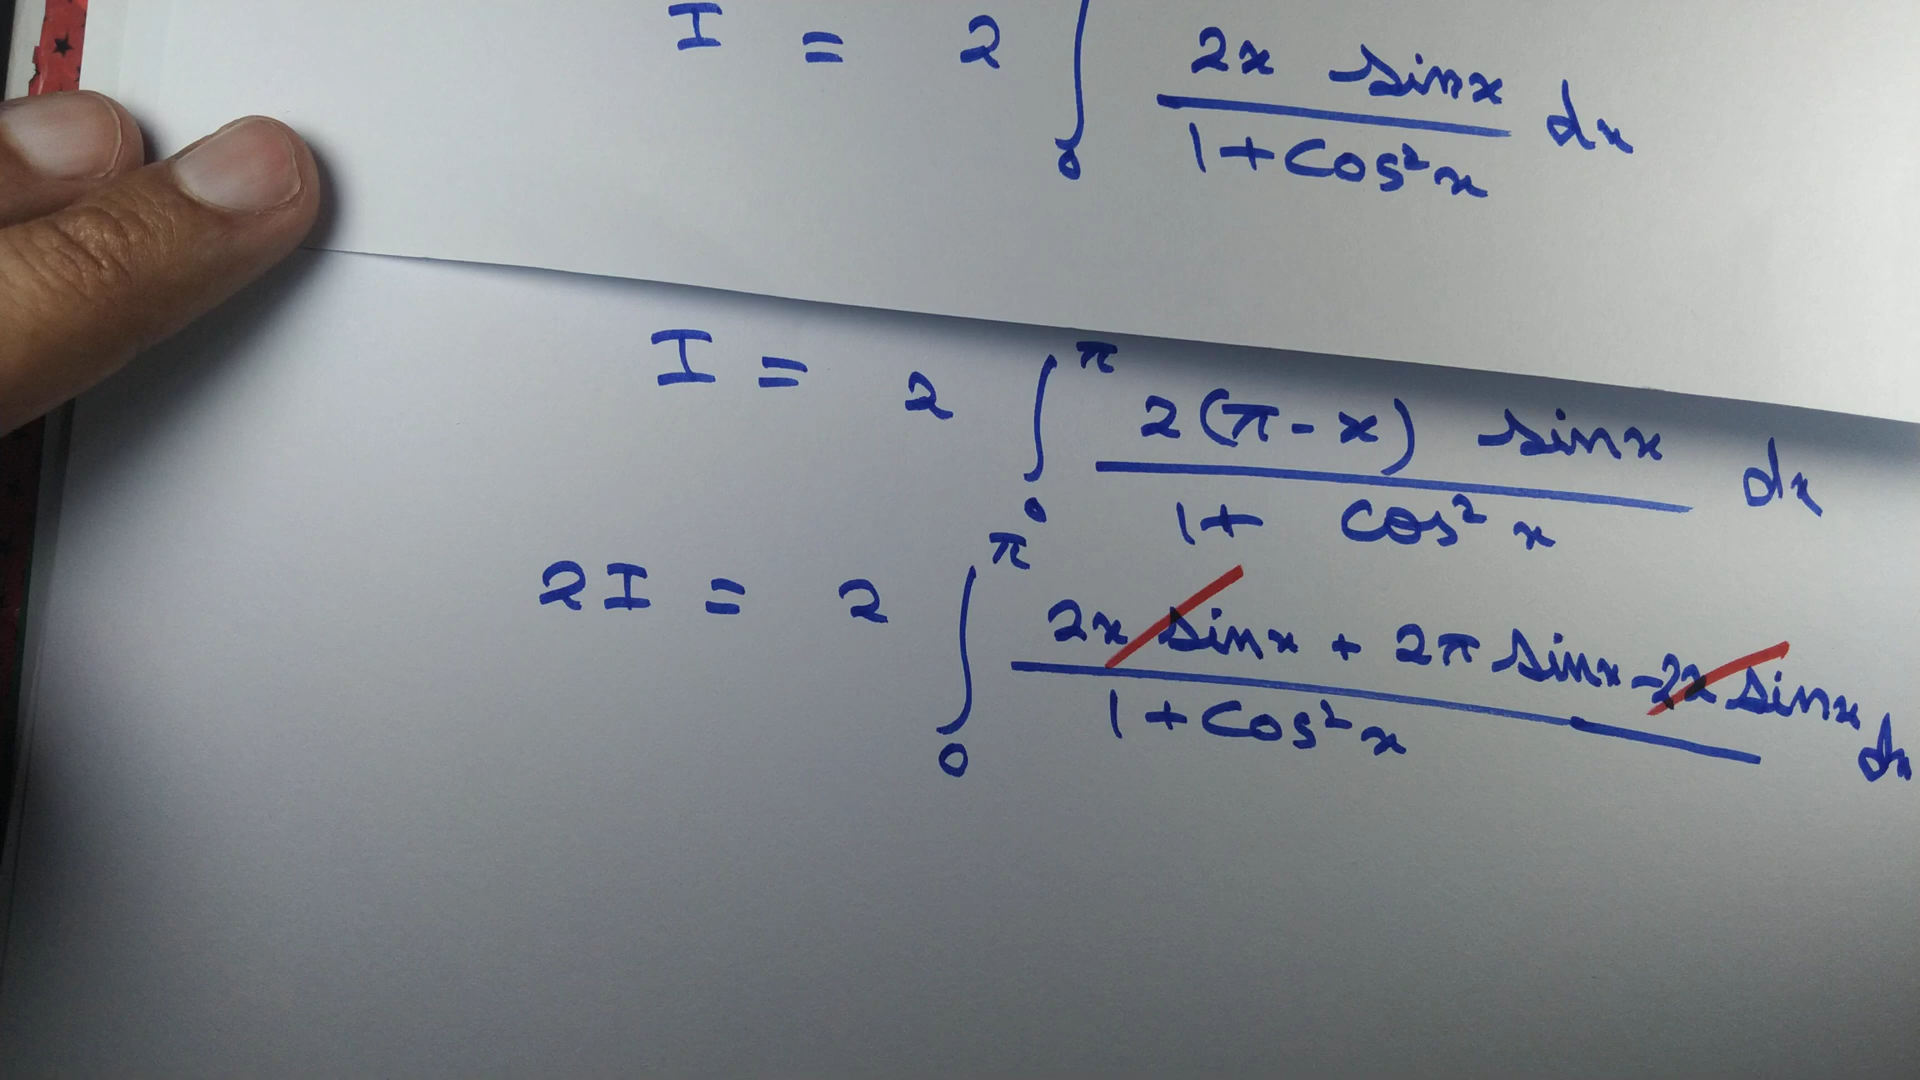 I = 2 ∫₀ 2x sinx / 1+cos²x dx
I = 2 ∫₀^π 2(π-x) sinx / 1+ cos²x dx
2I = 2 ∫₀^π 2x sinx + 2π sinx - 2x sinx / 1+cos²x dx